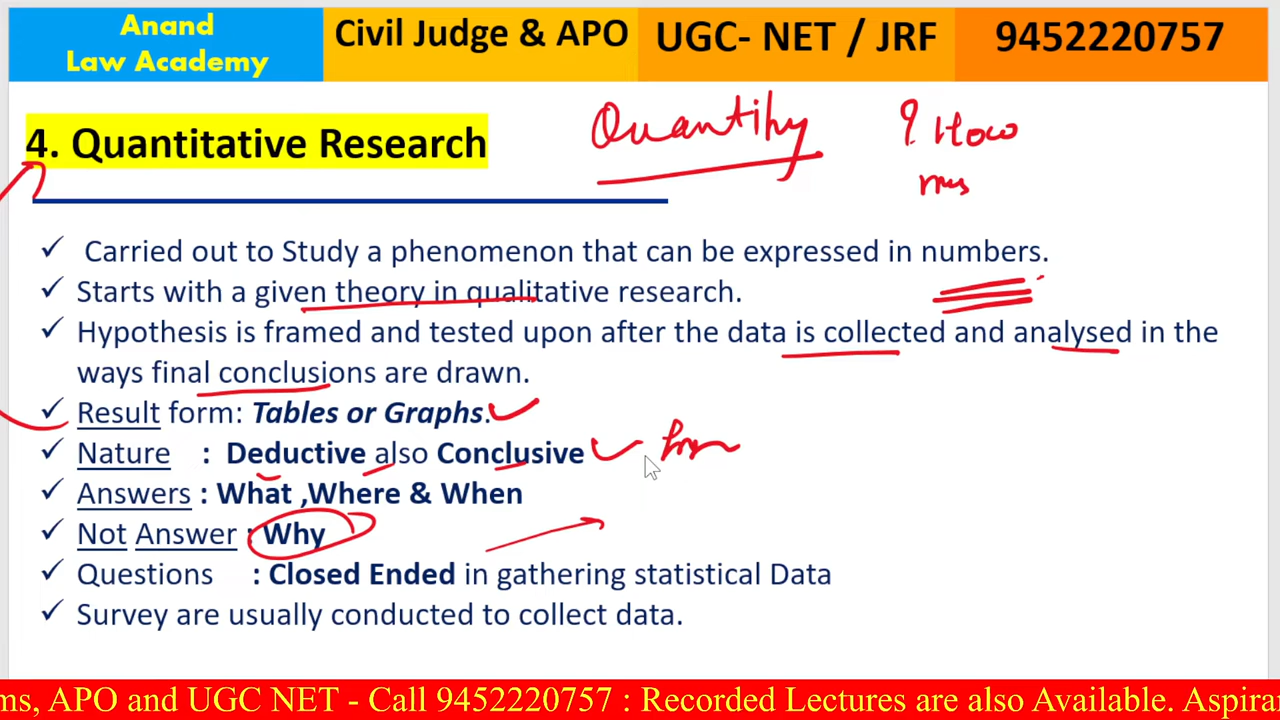 Anand
Law Academy
Civil Judge & APO
UGC- NET / JRF
9452220757
4. Quantitative Research
Quantity
? How
Carried out to Study a phenomenon that can be expressed in numbers.
Starts with a given theory in qualitative research.
Hypothesis is framed and tested upon after the data is collected and analysed in the
ways final conclusions are drawn.
Result form: Tables or Graphs.
Nature : Deductive also Conclusive
Answers : What ,Where & When
Not Answer : Why
Questions : Closed Ended in gathering statistical Data
Survey are usually conducted to collect data.
ms, APO and UGC NET - Call 9452220757 : Recorded Lectures are also Available. Aspira